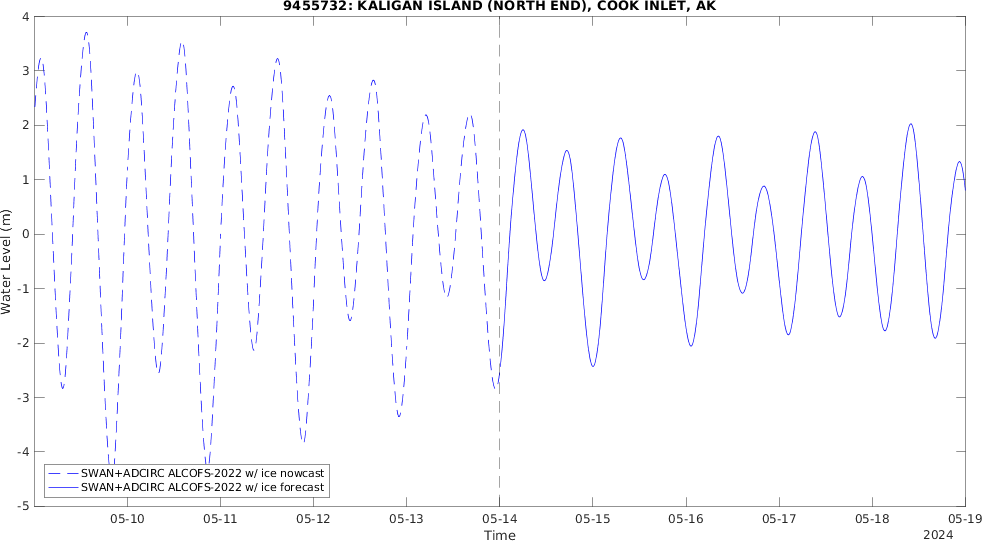 9455732: KALIGAN ISLAND (NORTH END), COOK INLET, AK
4
3
2
1
0
-1
-2
-3
-4
-5
Water Level (m)
SWAN+ADCIRC ALCOFS-2022 w/ ice nowcast
SWAN+ADCIRC ALCOFS-2022 w/ ice forecast
05-10 05-11 05-12 05-13 05-14 05-15 05-16 05-17 05-18 05-19
Time
2024